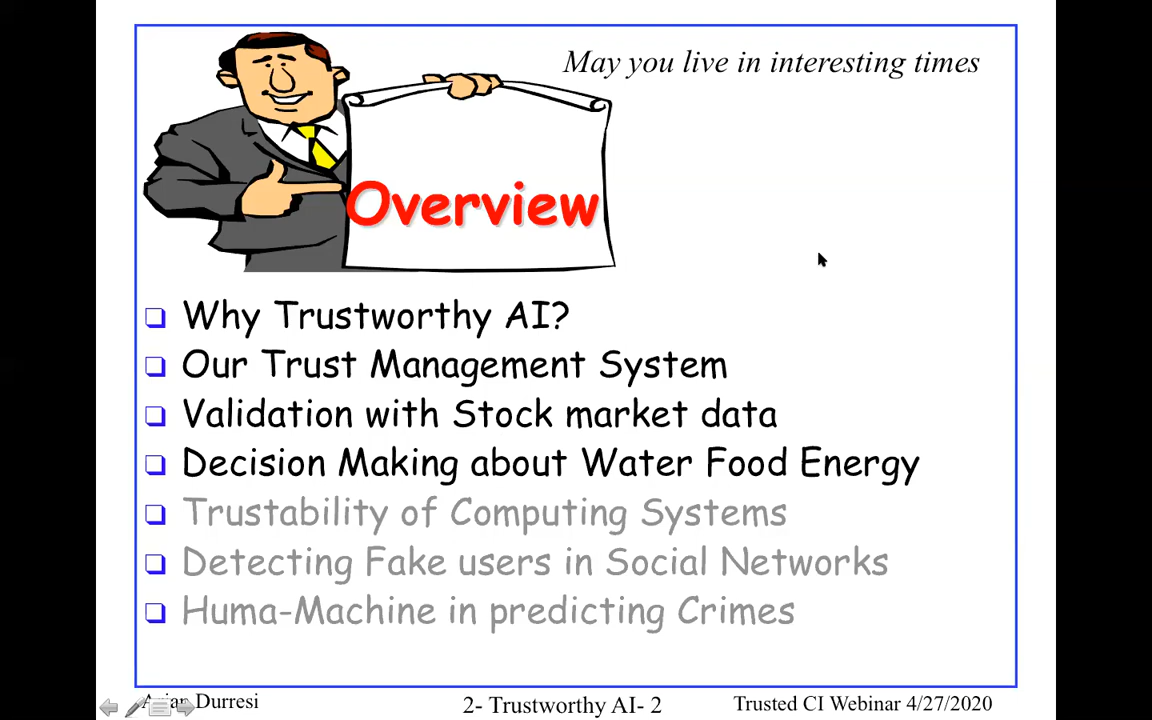 May you live in interesting times
Overview
Why Trustworthy AI?
Our Trust Management System
Validation with Stock market data
Decision Making about Water Food Energy
Trustability of Computing Systems
Detecting Fake users in Social Networks
Huma-Machine in predicting Crimes
Arjan Durresi
2- Trustworthy AI- 2
Trusted CI Webinar 4/27/2020